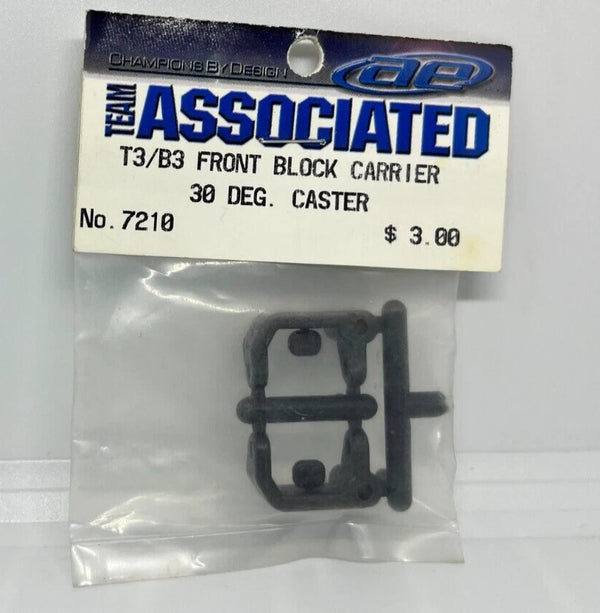 CHAMPIONS BY DESIGN
ae
TEAM ASSOCIATED
T3/B3 FRONT BLOCK CARRIER
30 DEG. CASTER
No. 7210
$ 3.00